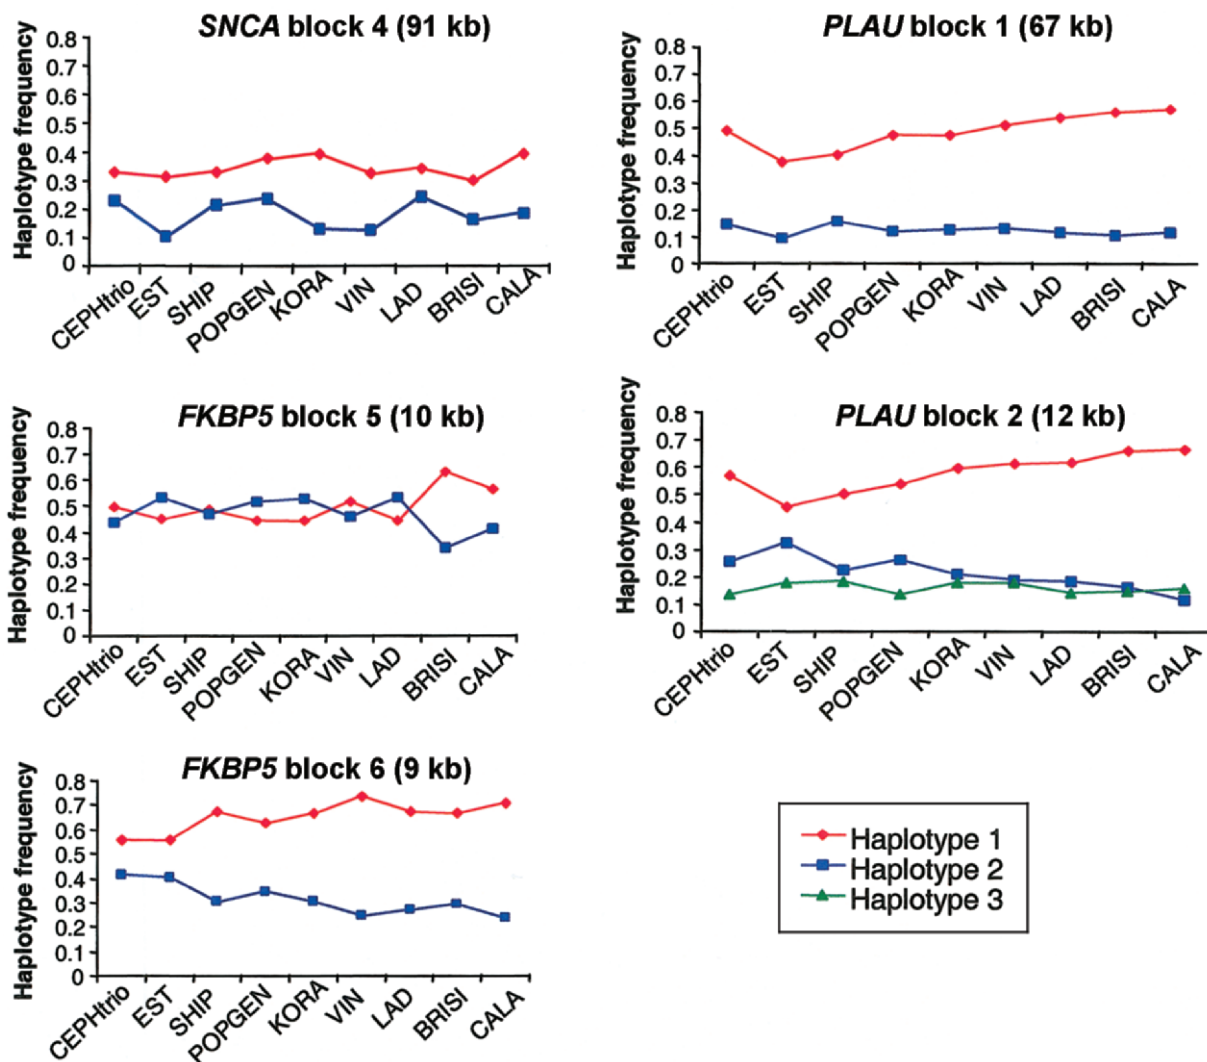 SNCA block 4 (91 kb)
Haplotype frequency
0.8
0.7
0.6
0.5
0.4
0.3
0.2
0.1
0
CEPHtrio
EST
SHIP
POPGEN
KORA
VIN
LAD
BRISI
CALA
PLAU block 1 (67 kb)
Haplotype frequency
0.8
0.7
0.6
0.5
0.4
0.3
0.2
0.1
0
CEPHtrio
EST
SHIP
POPGEN
KORA
VIN
LAD
BRISI
CALA
FKBP5 block 5 (10 kb)
Haplotype frequency
0.8
0.7
0.6
0.5
0.4
0.3
0.2
0.1
0
CEPHtrio
EST
SHIP
POPGEN
KORA
VIN
LAD
BRISI
CALA
PLAU block 2 (12 kb)
Haplotype frequency
0.8
0.7
0.6
0.5
0.4
0.3
0.2
0.1
0
CEPHtrio
EST
SHIP
POPGEN
KORA
VIN
LAD
BRISI
CALA
FKBP5 block 6 (9 kb)
Haplotype frequency
0.8
0.7
0.6
0.5
0.4
0.3
0.2
0.1
0
CEPHtrio
EST
SHIP
POPGEN
KORA
VIN
LAD
BRISI
CALA
Haplotype 1
Haplotype 2
Haplotype 3